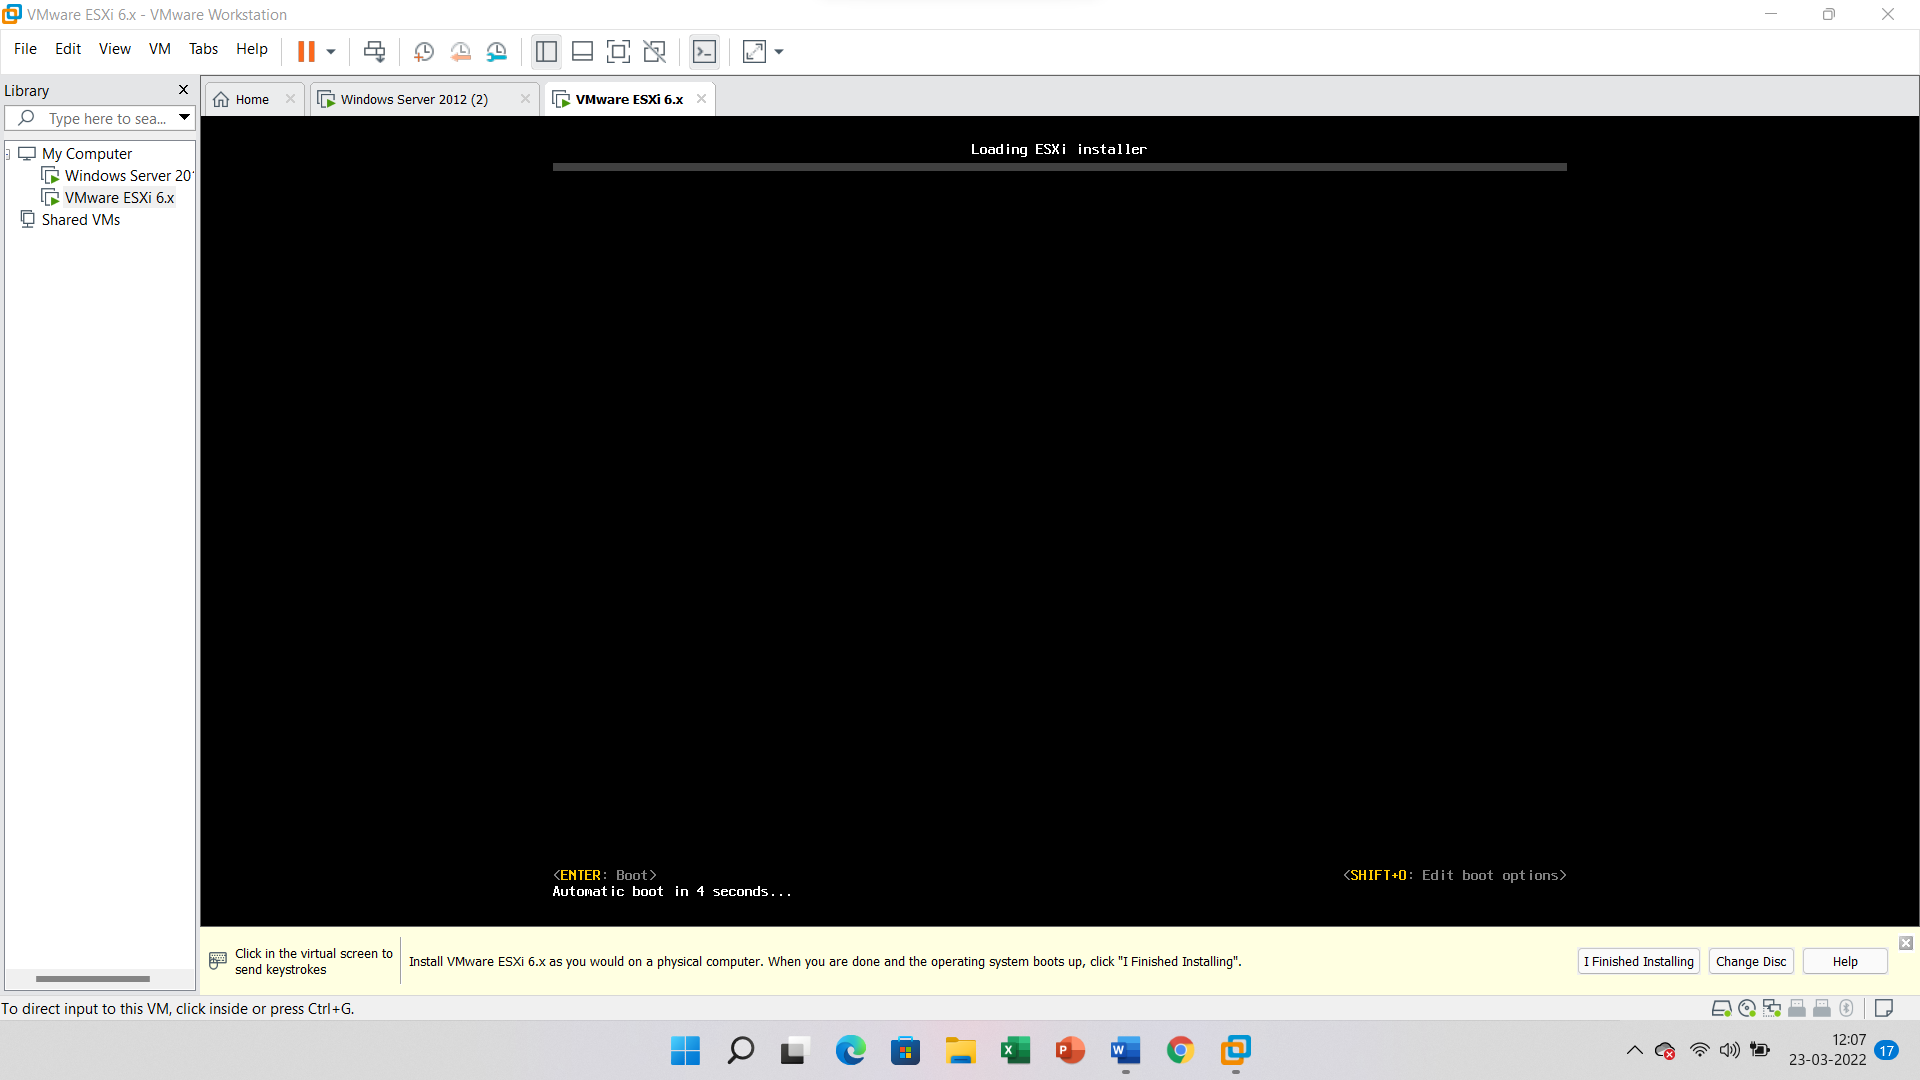 VMware ESXi 6.x - VMware Workstation
File Edit View VM Tabs Help
Library
Home
Windows Server 2012 (2)
VMware ESXi 6.x
Type here to sea...
My Computer
Windows Server 20
VMware ESXi 6.x
Shared VMs
Loading ESXi installer
<ENTER: Boot>
<SHIFT+O: Edit boot options>
Automatic boot in 4 seconds...
Click in the virtual screen to
send keystrokes
Install VMware ESXi 6.x as you would on a physical computer. When you are done and the operating system boots up, click "I Finished Installing".
I Finished Installing
Change Disc
Help
To direct input to this VM, click inside or press Ctrl+G.
12:07
23-03-2022
17